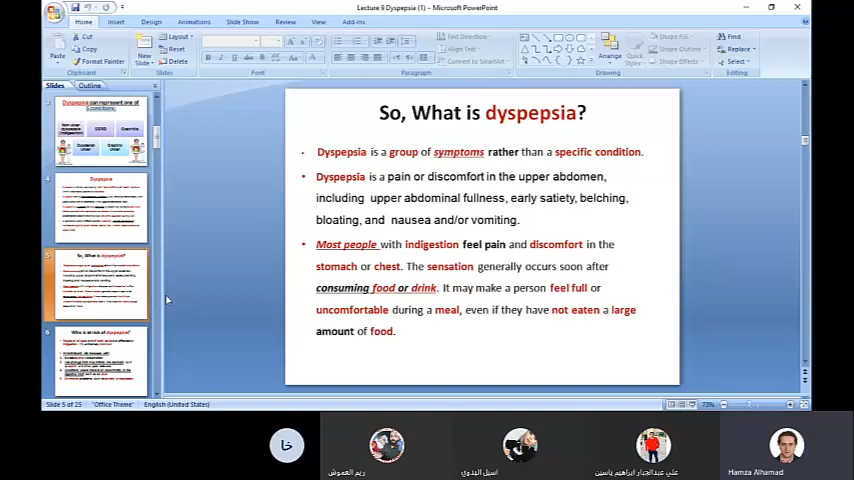 Lecture 9 Dyspepsia (1) - Microsoft PowerPoint
Home Insert Design Animations Slide Show Review View Add-Ins
Cut
Copy
Format Painter
Paste
Clipboard
New Slide
Layout
Reset
Delete
Slides
Font
Paragraph
Text Direction
Align Text
Convert to SmartArt
Arrange
Quick Styles
Shape Fill
Shape Outline
Shape Effects
Drawing
Find
Replace
Select
Editing
Slides Outline
3
Dyspepsia can represent one of
GERD
4
Dyspepsia
5
So, What is dyspepsia?
6
Who is at risk of dyspepsia?
So, What is dyspepsia?
• Dyspepsia is a group of symptoms rather than a specific condition.
• Dyspepsia is a pain or discomfort in the upper abdomen,
including upper abdominal fullness, early satiety, belching,
bloating, and nausea and/or vomiting.
• Most people with indigestion feel pain and discomfort in the
stomach or chest. The sensation generally occurs soon after
consuming food or drink. It may make a person feel full or
uncomfortable during a meal, even if they have not eaten a large
amount of food.
Slide 5 of 25 "Office Theme" English (United States) 73%
خا
ريم العموش
اسيل البدوي
علي عبدالجبار ابراهيم ياسين
Hamza Alhamad